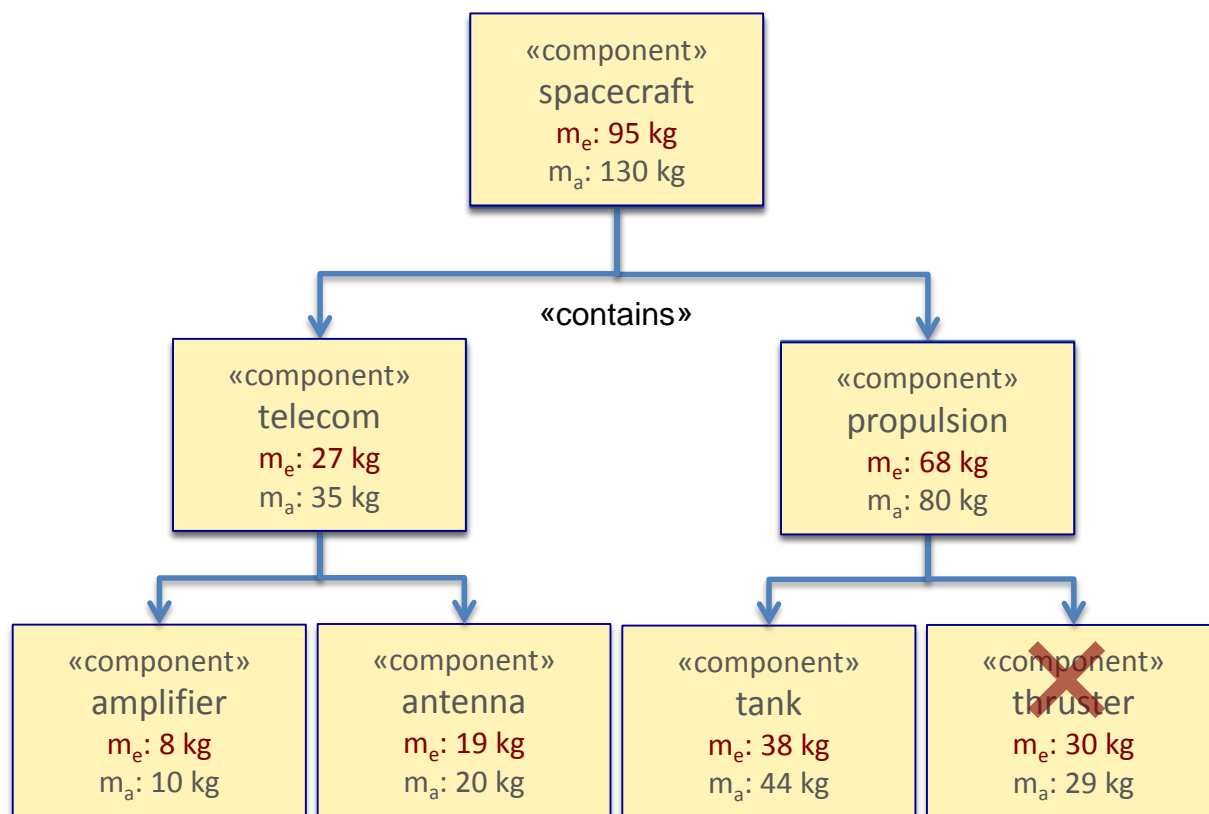 «component»
spacecraft
mₑ: 95 kg
mₐ: 130 kg
«contains»
«component»
telecom
mₑ: 27 kg
mₐ: 35 kg
«component»
propulsion
mₑ: 68 kg
mₐ: 80 kg
«component»
amplifier
mₑ: 8 kg
mₐ: 10 kg
«component»
antenna
mₑ: 19 kg
mₐ: 20 kg
«component»
tank
mₑ: 38 kg
mₐ: 44 kg
«component»
thruster
mₑ: 30 kg
mₐ: 29 kg